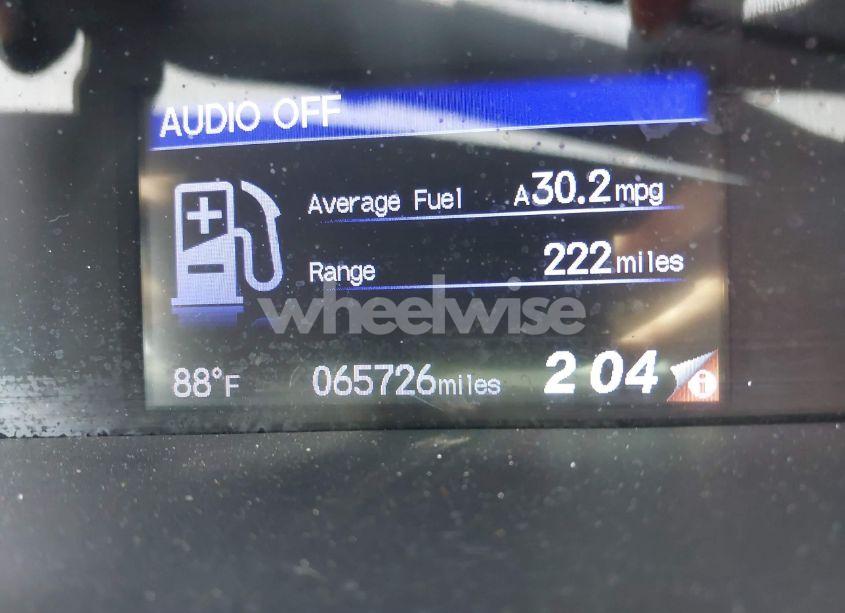 AUDIO OFF
Average Fuel A30.2mpg
Range 222miles
wheelwise
88°F 065726miles 2 04 i